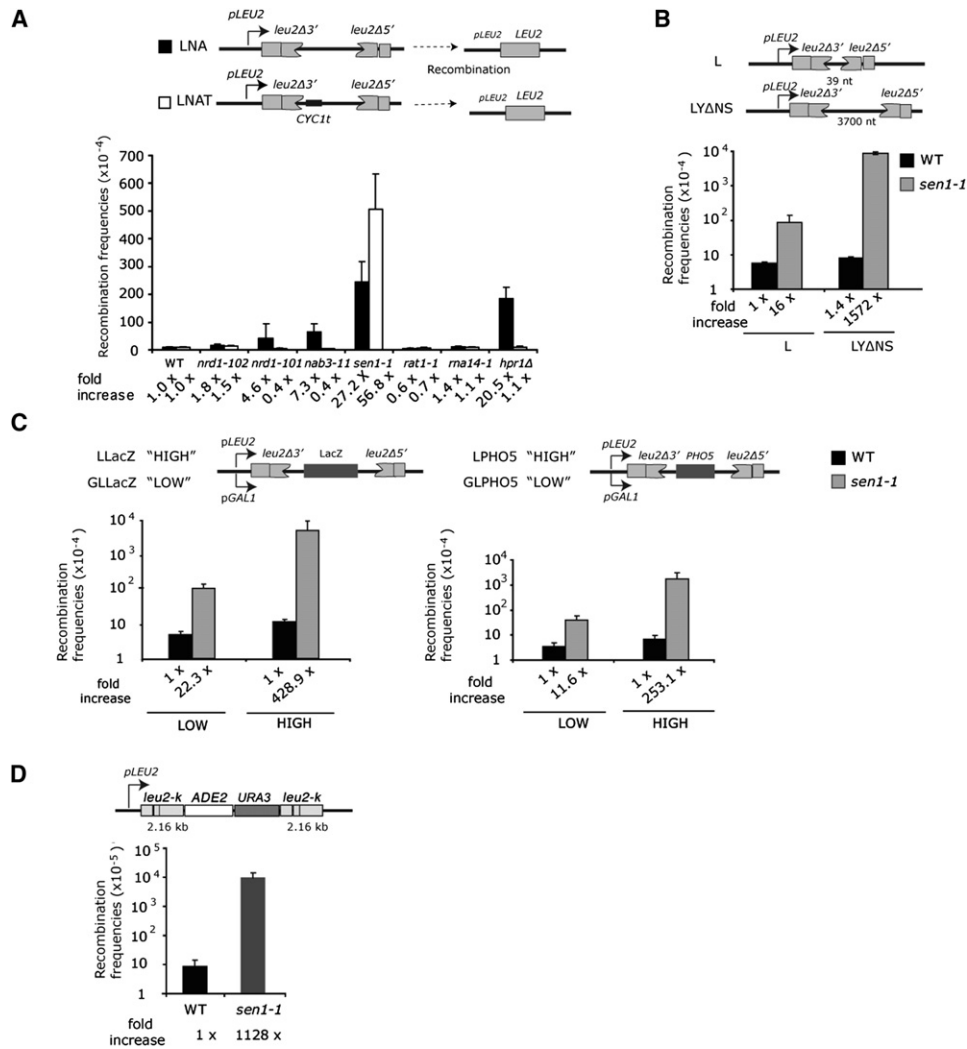 A
pLEU2
leu2Δ3’ leu2Δ5’
pLEU2 LEU2
LNA
Recombination
pLEU2
leu2Δ3’ leu2Δ5’
LNAT
pLEU2 LEU2
CYC1t
Recombination frequencies (x10-4)
700
600
500
400
300
200
100
0
WT nrd1-102 nrd1-101 nab3-11 sen1-1 rat1-1 rna14-1 hpr1Δ
fold increase
1.0 x 1.0 x 1.8 x 1.5 x 4.6 x 0.4 x 7.3 x 0.4 x 27.2 x 56.8 x 0.6 x 0.7 x 1.4 x 1.1 x 20.5 x 1.1 x
B
pLEU2
leu2Δ3’ leu2Δ5’
L
39 nt
pLEU2
leu2Δ3’ leu2Δ5’
LYΔNS
3700 nt
Recombination frequencies (x10-4)
104
103
102
10
1
WT
sen1-1
fold increase
1 x 16 x 1.4 x 1572 x
L LYΔNS
C
pLEU2
leu2Δ3’ LacZ leu2Δ5’
LLacZ “HIGH”
GLLacZ “LOW”
pGAL1
Recombination frequencies (x10-4)
104
103
102
10
1
fold increase
1 x 22.3 x 1 x 428.9 x
LOW HIGH
pLEU2
leu2Δ3’ PHO5 leu2Δ5’
LPHO5 “HIGH”
GLPHO5 “LOW”
pGAL1
WT
sen1-1
Recombination frequencies (x10-4)
104
103
102
10
1
fold increase
1 x 11.6 x 1 x 253.1 x
LOW HIGH
D
pLEU2
leu2-k ADE2 URA3 leu2-k
2.16 kb 2.16 kb
Recombination frequencies (x10-5)
105
104
103
102
10
1
WT sen1-1
fold increase
1 x 1128 x